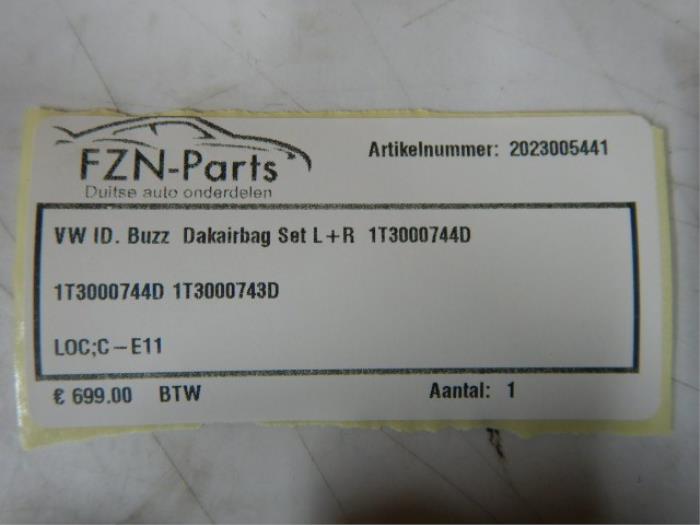 FZN-Parts
Duitse auto onderdelen
Artikelnummer: 2023005441
VW ID. Buzz Dakairbag Set L+R 1T3000744D
1T3000744D 1T3000743D
LOC;C-E11
€ 699.00 BTW
Aantal: 1